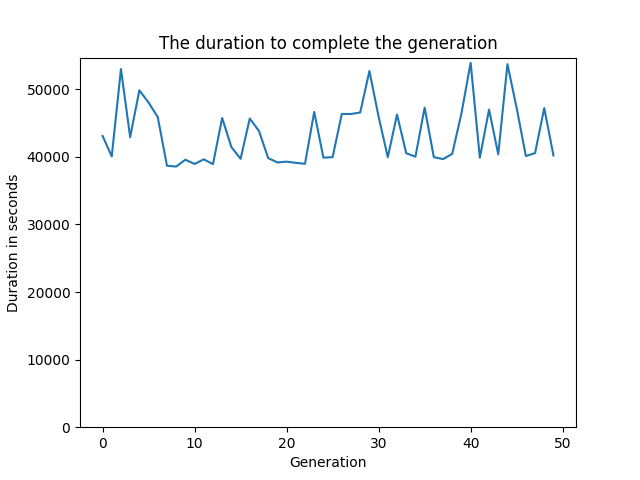 The duration to complete the generation
Duration in seconds
50000
40000
30000
20000
10000
0
0 10 20 30 40 50
Generation